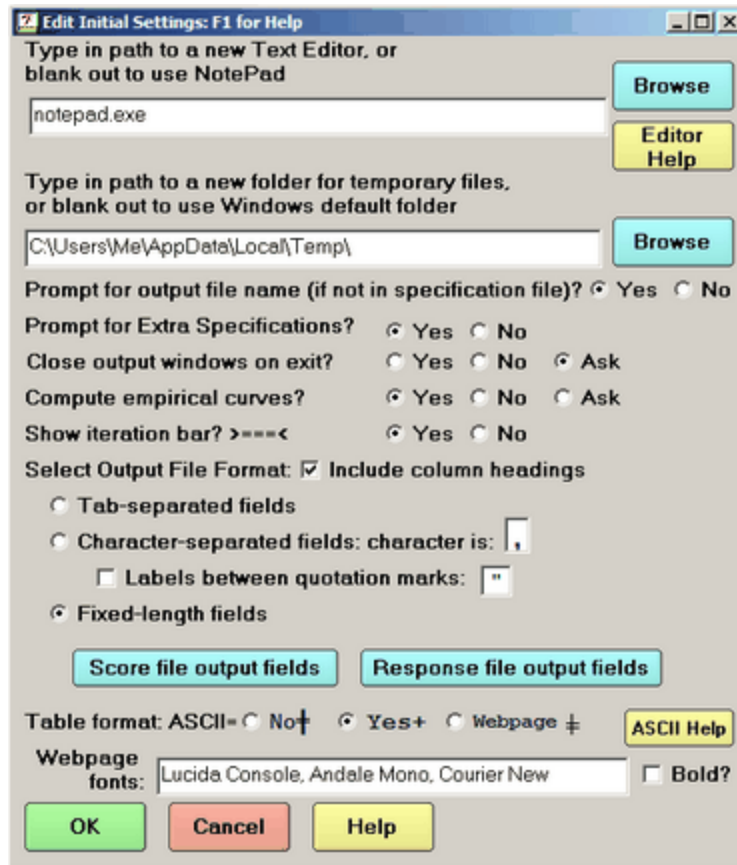 Edit Initial Settings: F1 for Help
Type in path to a new Text Editor, or
blank out to use NotePad
Browse
notepad.exe
Editor
Help
Type in path to a new folder for temporary files,
or blank out to use Windows default folder
C:\Users\Me\AppData\Local\Temp\
Browse
Prompt for output file name (if not in specification file)? Yes No
Prompt for Extra Specifications? Yes No
Close output windows on exit? Yes No Ask
Compute empirical curves? Yes No Ask
Show iteration bar? >===< Yes No
Select Output File Format: Include column headings
Tab-separated fields
Character-separated fields: character is: ,
Labels between quotation marks: "
Fixed-length fields
Score file output fields Response file output fields
Table format: ASCII= No╂ Yes+ Webpage ╪
ASCII Help
Webpage
fonts: Lucida Console, Andale Mono, Courier New Bold?
OK Cancel Help